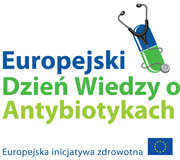 Europejski
Dzień Wiedzy o
Antybiotykach
Europejska inicjatywa zdrowotna